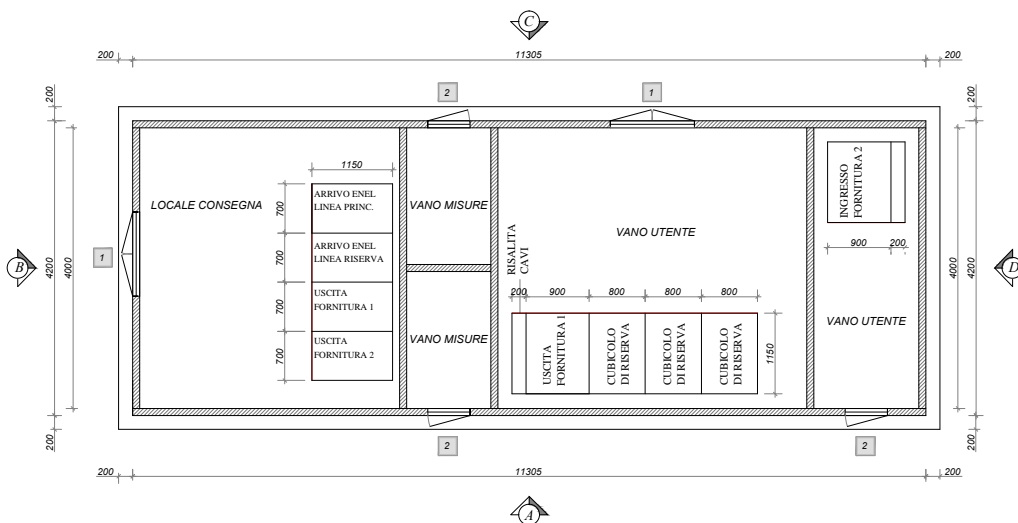 C
200
11305
200
200
2
1
200
1150
ARRIVO ENEL
LINEA PRINC.
700
LOCALE CONSEGNA
VANO MISURE
INGRESSO
FORNITURA 2
VANO UTENTE
RISALITA
CAVI
ARRIVO ENEL
LINEA RISERVA
700
900
200
B
1
4200
4000
4000
4200
D
200
900
800
800
800
USCITA
FORNITURA 1
700
VANO UTENTE
VANO MISURE
USCITA
FORNITURA 2
700
USCITA
FORNITURA 1
CUBICOLO
DI RISERVA
CUBICOLO
DI RISERVA
CUBICOLO
DI RISERVA
1150
200
2
2
200
200
11305
200
A